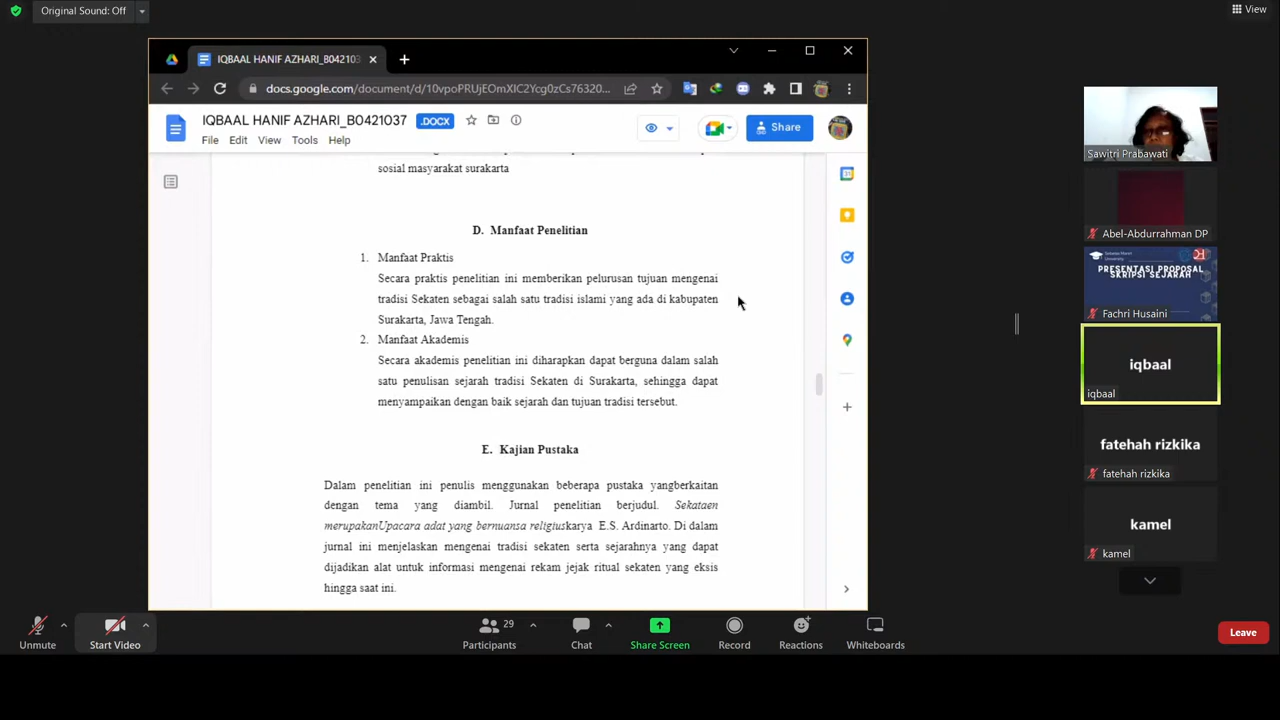 Original Sound: Off
View
IQBAAL HANIF AZHARI_B0421037
docs.google.com/document/d/10vpoPRUjEOmXIC2Ycg0zCs76320...
IQBAAL HANIF AZHARI_B0421037
.DOCX
Share
File Edit View Tools Help
sosial masyarakat surakarta
D. Manfaat Penelitian
1. Manfaat Praktis
Secara praktis penelitian ini memberikan pelurusan tujuan mengenai
tradisi Sekaten sebagai salah satu tradisi islami yang ada di kabupaten
Surakarta, Jawa Tengah.
2. Manfaat Akademis
Secara akademis penelitian ini diharapkan dapat berguna dalam salah
satu penulisan sejarah tradisi Sekaten di Surakarta, sehingga dapat
menyampaikan dengan baik sejarah dan tujuan tradisi tersebut.
E. Kajian Pustaka
Dalam penelitian ini penulis menggunakan beberapa pustaka yangberkaitan
dengan tema yang diambil. Jurnal penelitian berjudul. Sekataen
merupakanUpacara adat yang bernuansa religiuskarya E.S. Ardinarto. Di dalam
jurnal ini menjelaskan mengenai tradisi sekaten serta sejarahnya yang dapat
dijadikan alat untuk informasi mengenai rekam jejak ritual sekaten yang eksis
hingga saat ini.
Sawitri Prabawati
Abel-Abdurrahman DP
PRESENTASI PROPOSAL
SKRIPSI SEJARAH
Fachri Husaini
iqbaal
iqbaal
fatehah rizkika
fatehah rizkika
kamel
kamel
Unmute
Start Video
Participants
29
Chat
Share Screen
Record
Reactions
Whiteboards
Leave